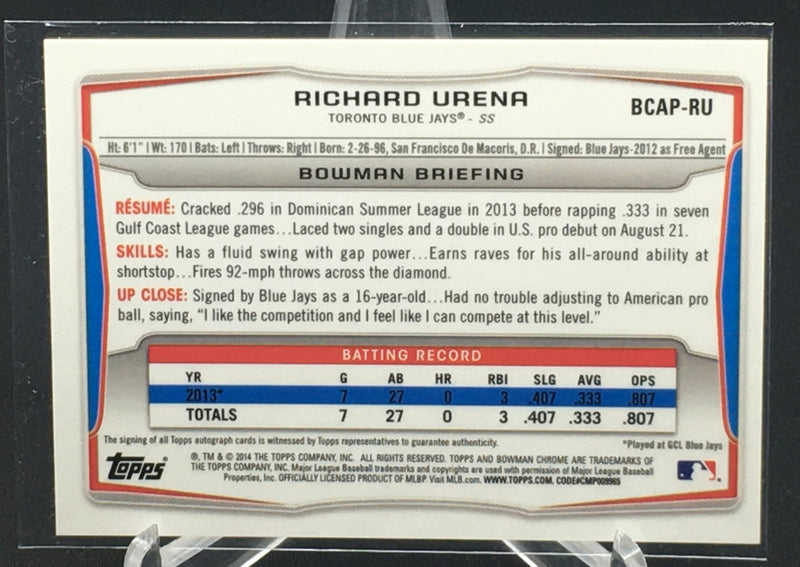 RICHARD URENA
BCAP-RU
TORONTO BLUE JAYS® - SS
Ht: 6'1" | Wt: 170 | Bats: Left | Throws: Right | Born: 2-26-96, San Francisco De Macoris, D.R. | Signed: Blue Jays-2012 as Free Agent
BOWMAN BRIEFING
RÉSUMÉ: Cracked .296 in Dominican Summer League in 2013 before rapping .333 in seven
Gulf Coast League games...Laced two singles and a double in U.S. pro debut on August 21.
SKILLS: Has a fluid swing with gap power...Earns raves for his all-around ability at
shortstop...Fires 92-mph throws across the diamond.
UP CLOSE: Signed by Blue Jays as a 16-year-old...Had no trouble adjusting to American pro
ball, saying, "I like the competition and I feel like I can compete at this level."
BATTING RECORD
YR G AB HR RBI SLG AVG OPS
2013* 7 27 0 3 .407 .333 .807
TOTALS 7 27 0 3 .407 .333 .807
The signing of all Topps autograph cards is witnessed by Topps representatives to guarantee authenticity.
*Played at GCL Blue Jays
topps
®, TM & © 2014 THE TOPPS COMPANY, INC. ALL RIGHTS RESERVED. TOPPS AND BOWMAN CHROME ARE TRADEMARKS OF
THE TOPPS COMPANY, INC. Major League Baseball trademarks and copyrights are used with permission of Major League Baseball
Properties, Inc. OFFICIALLY LICENSED PRODUCT OF MLBP. Visit MLB.com. WWW.TOPPS.COM. CODE#CMP009965